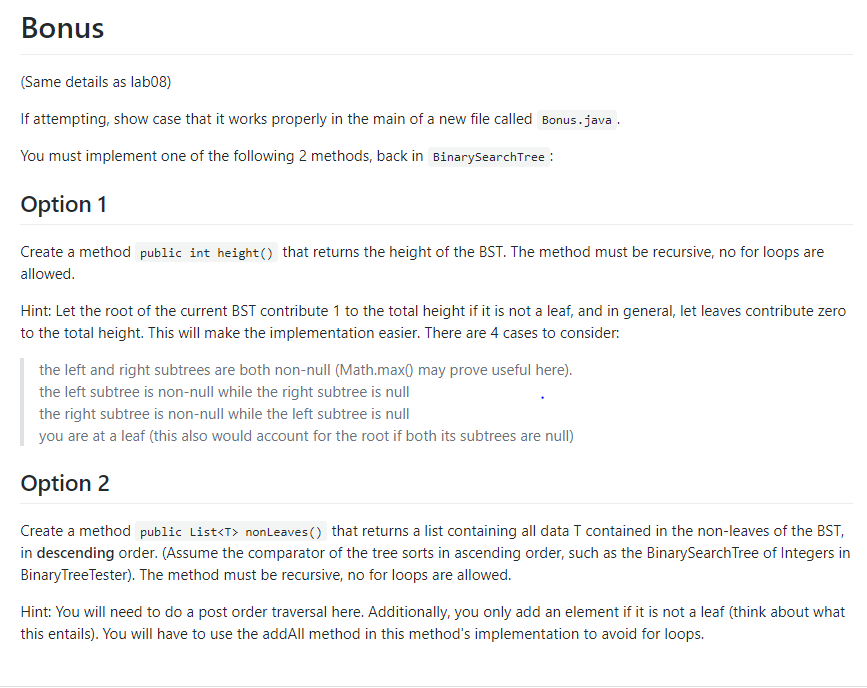 Bonus
(Same details as lab08)
If attempting, show case that it works properly in the main of a new file called Bonus.java.
You must implement one of the following 2 methods, back in BinarySearchTree:
Option 1
Create a method public int height() that returns the height of the BST. The method must be recursive, no for loops are
allowed.
Hint: Let the root of the current BST contribute 1 to the total height if it is not a leaf, and in general, let leaves contribute zero
to the total height. This will make the implementation easier. There are 4 cases to consider:
the left and right subtrees are both non-null (Math.max() may prove useful here).
the left subtree is non-null while the right subtree is null
the right subtree is non-null while the left subtree is null
you are at a leaf (this also would account for the root if both its subtrees are null)
Option 2
Create a method public List<T> nonLeaves() that returns a list containing all data T contained in the non-leaves of the BST,
in descending order. (Assume the comparator of the tree sorts in ascending order, such as the BinarySearchTree of Integers in
BinaryTreeTester). The method must be recursive, no for loops are allowed.
Hint: You will need to do a post order traversal here. Additionally, you only add an element if it is not a leaf (think about what
this entails). You will have to use the addAll method in this method's implementation to avoid for loops.